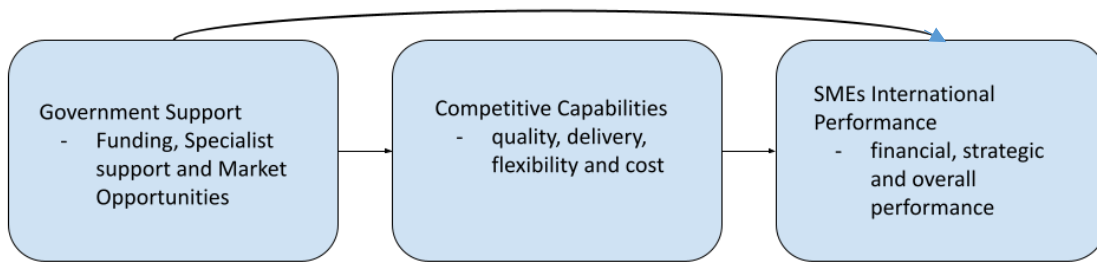 Government Support
- Funding, Specialist
support and Market
Opportunities
Competitive Capabilities
- quality, delivery,
flexibility and cost
SMEs International
Performance
- financial, strategic
and overall
performance